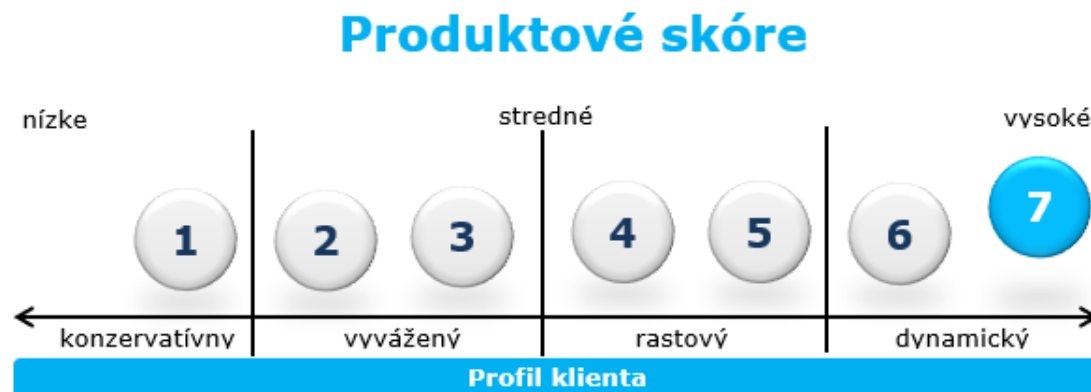 Produktové skóre
nízke stredné vysoké
1 2 3 4 5 6 7
konzervatívny vyvážený rastový dynamický
Profil klienta